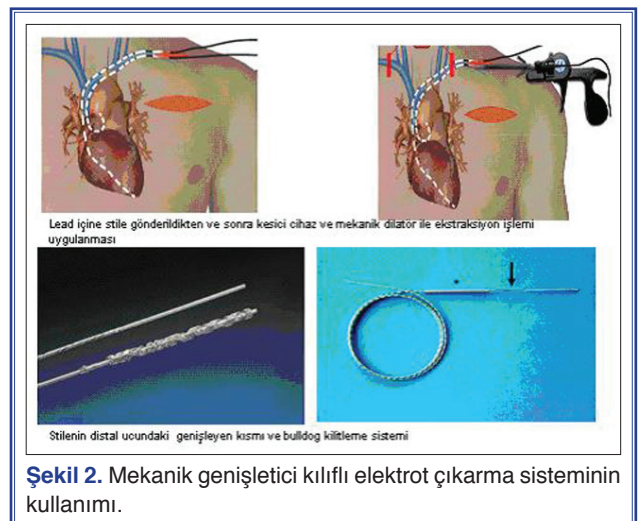 Lead içine stile gönderildikten ve sonra kesici cihaz ve mekanik dilatör ile ekstraksiyon işlemi
uygulanması
*
Stilenin distal ucundaki genişleyen kısmı ve bulldog kilitleme sistemi
Şekil 2. Mekanik genişletici kılıflı elektrot çıkarma sisteminin
kullanımı.